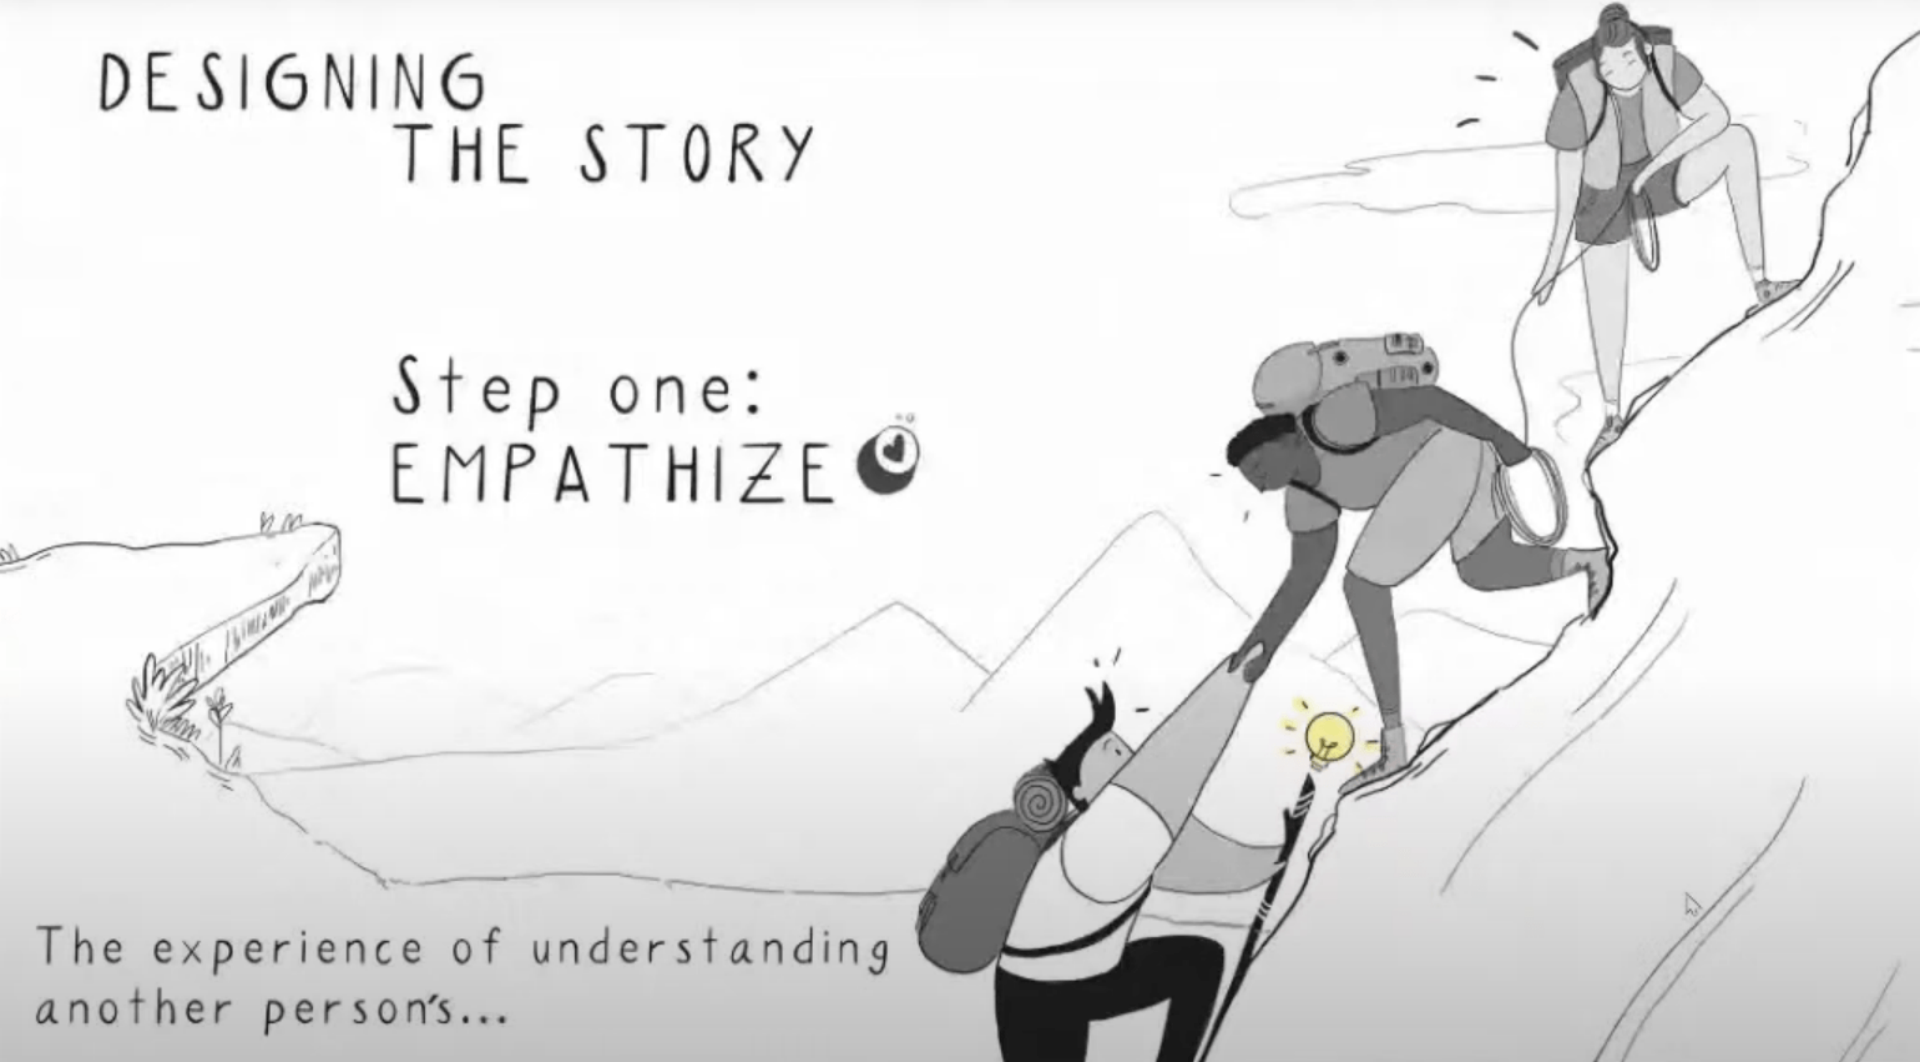 DESIGNING
THE STORY
Step one:
EMPATHIZE
The experience of understanding
another person's...